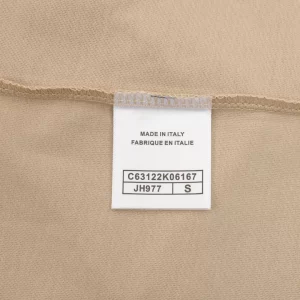 MADE IN ITALY
FABRIQUE EN ITALIE
C63122K06167
JH977 S